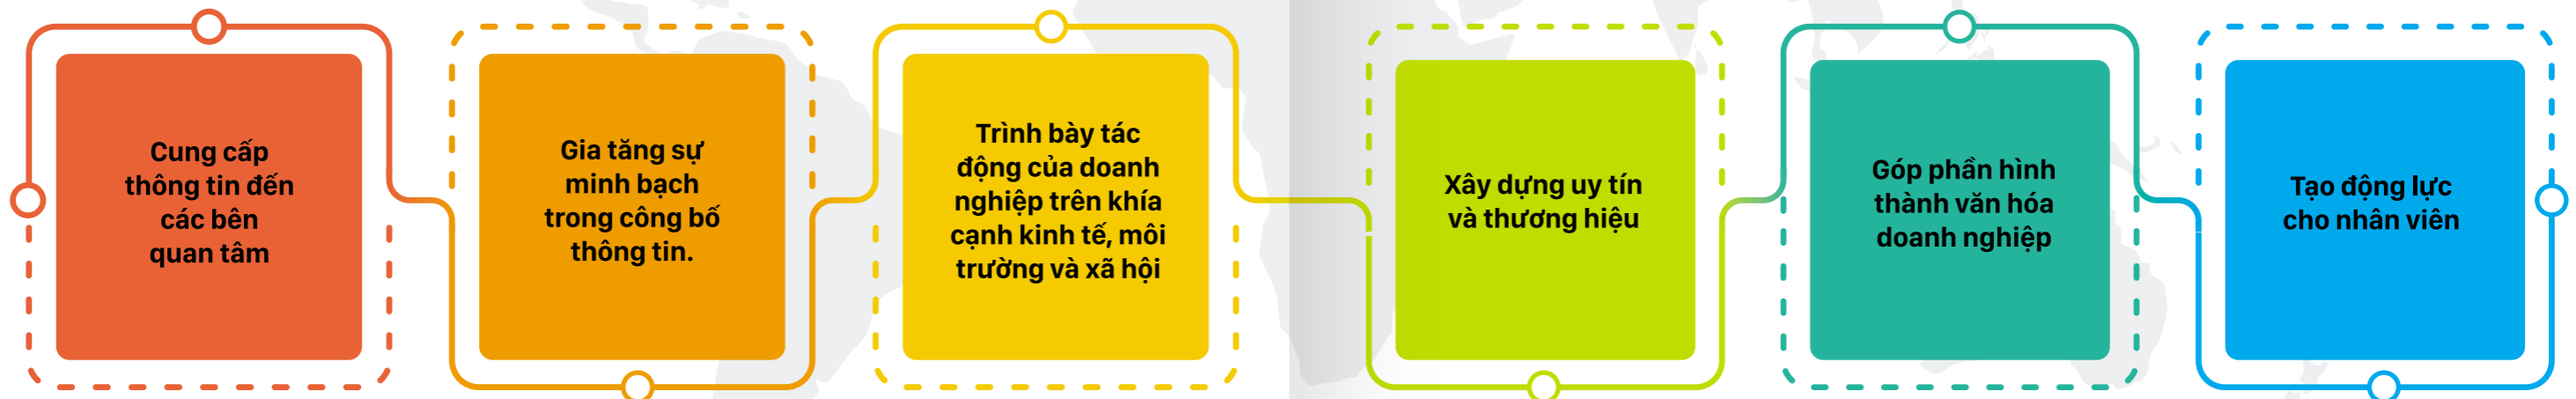 Cung cấp
thông tin đến
các bên
quan tâm
Gia tăng sự
minh bạch
trong công bố
thông tin.
Trình bày tác
động của doanh
nghiệp trên khía
cạnh kinh tế, môi
trường và xã hội
Xây dựng uy tín
và thương hiệu
Góp phần hình
thành văn hóa
doanh nghiệp
Tạo động lực
cho nhân viên